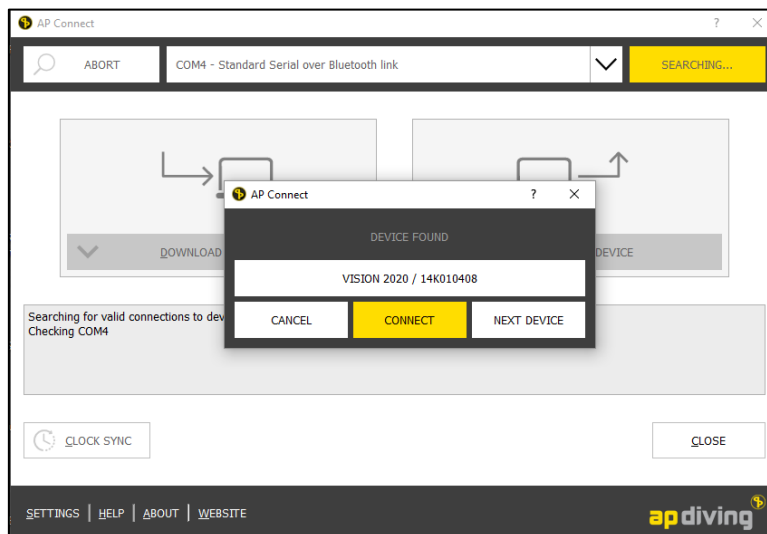 AP Connect
ABORT
COM4 - Standard Serial over Bluetooth link
SEARCHING...
AP Connect
DEVICE FOUND
VISION 2020 / 14K010408
CANCEL
CONNECT
NEXT DEVICE
DOWNLOAD
DEVICE
Searching for valid connections to dev
Checking COM4
CLOCK SYNC
CLOSE
SETTINGS | HELP | ABOUT | WEBSITE
apdiving